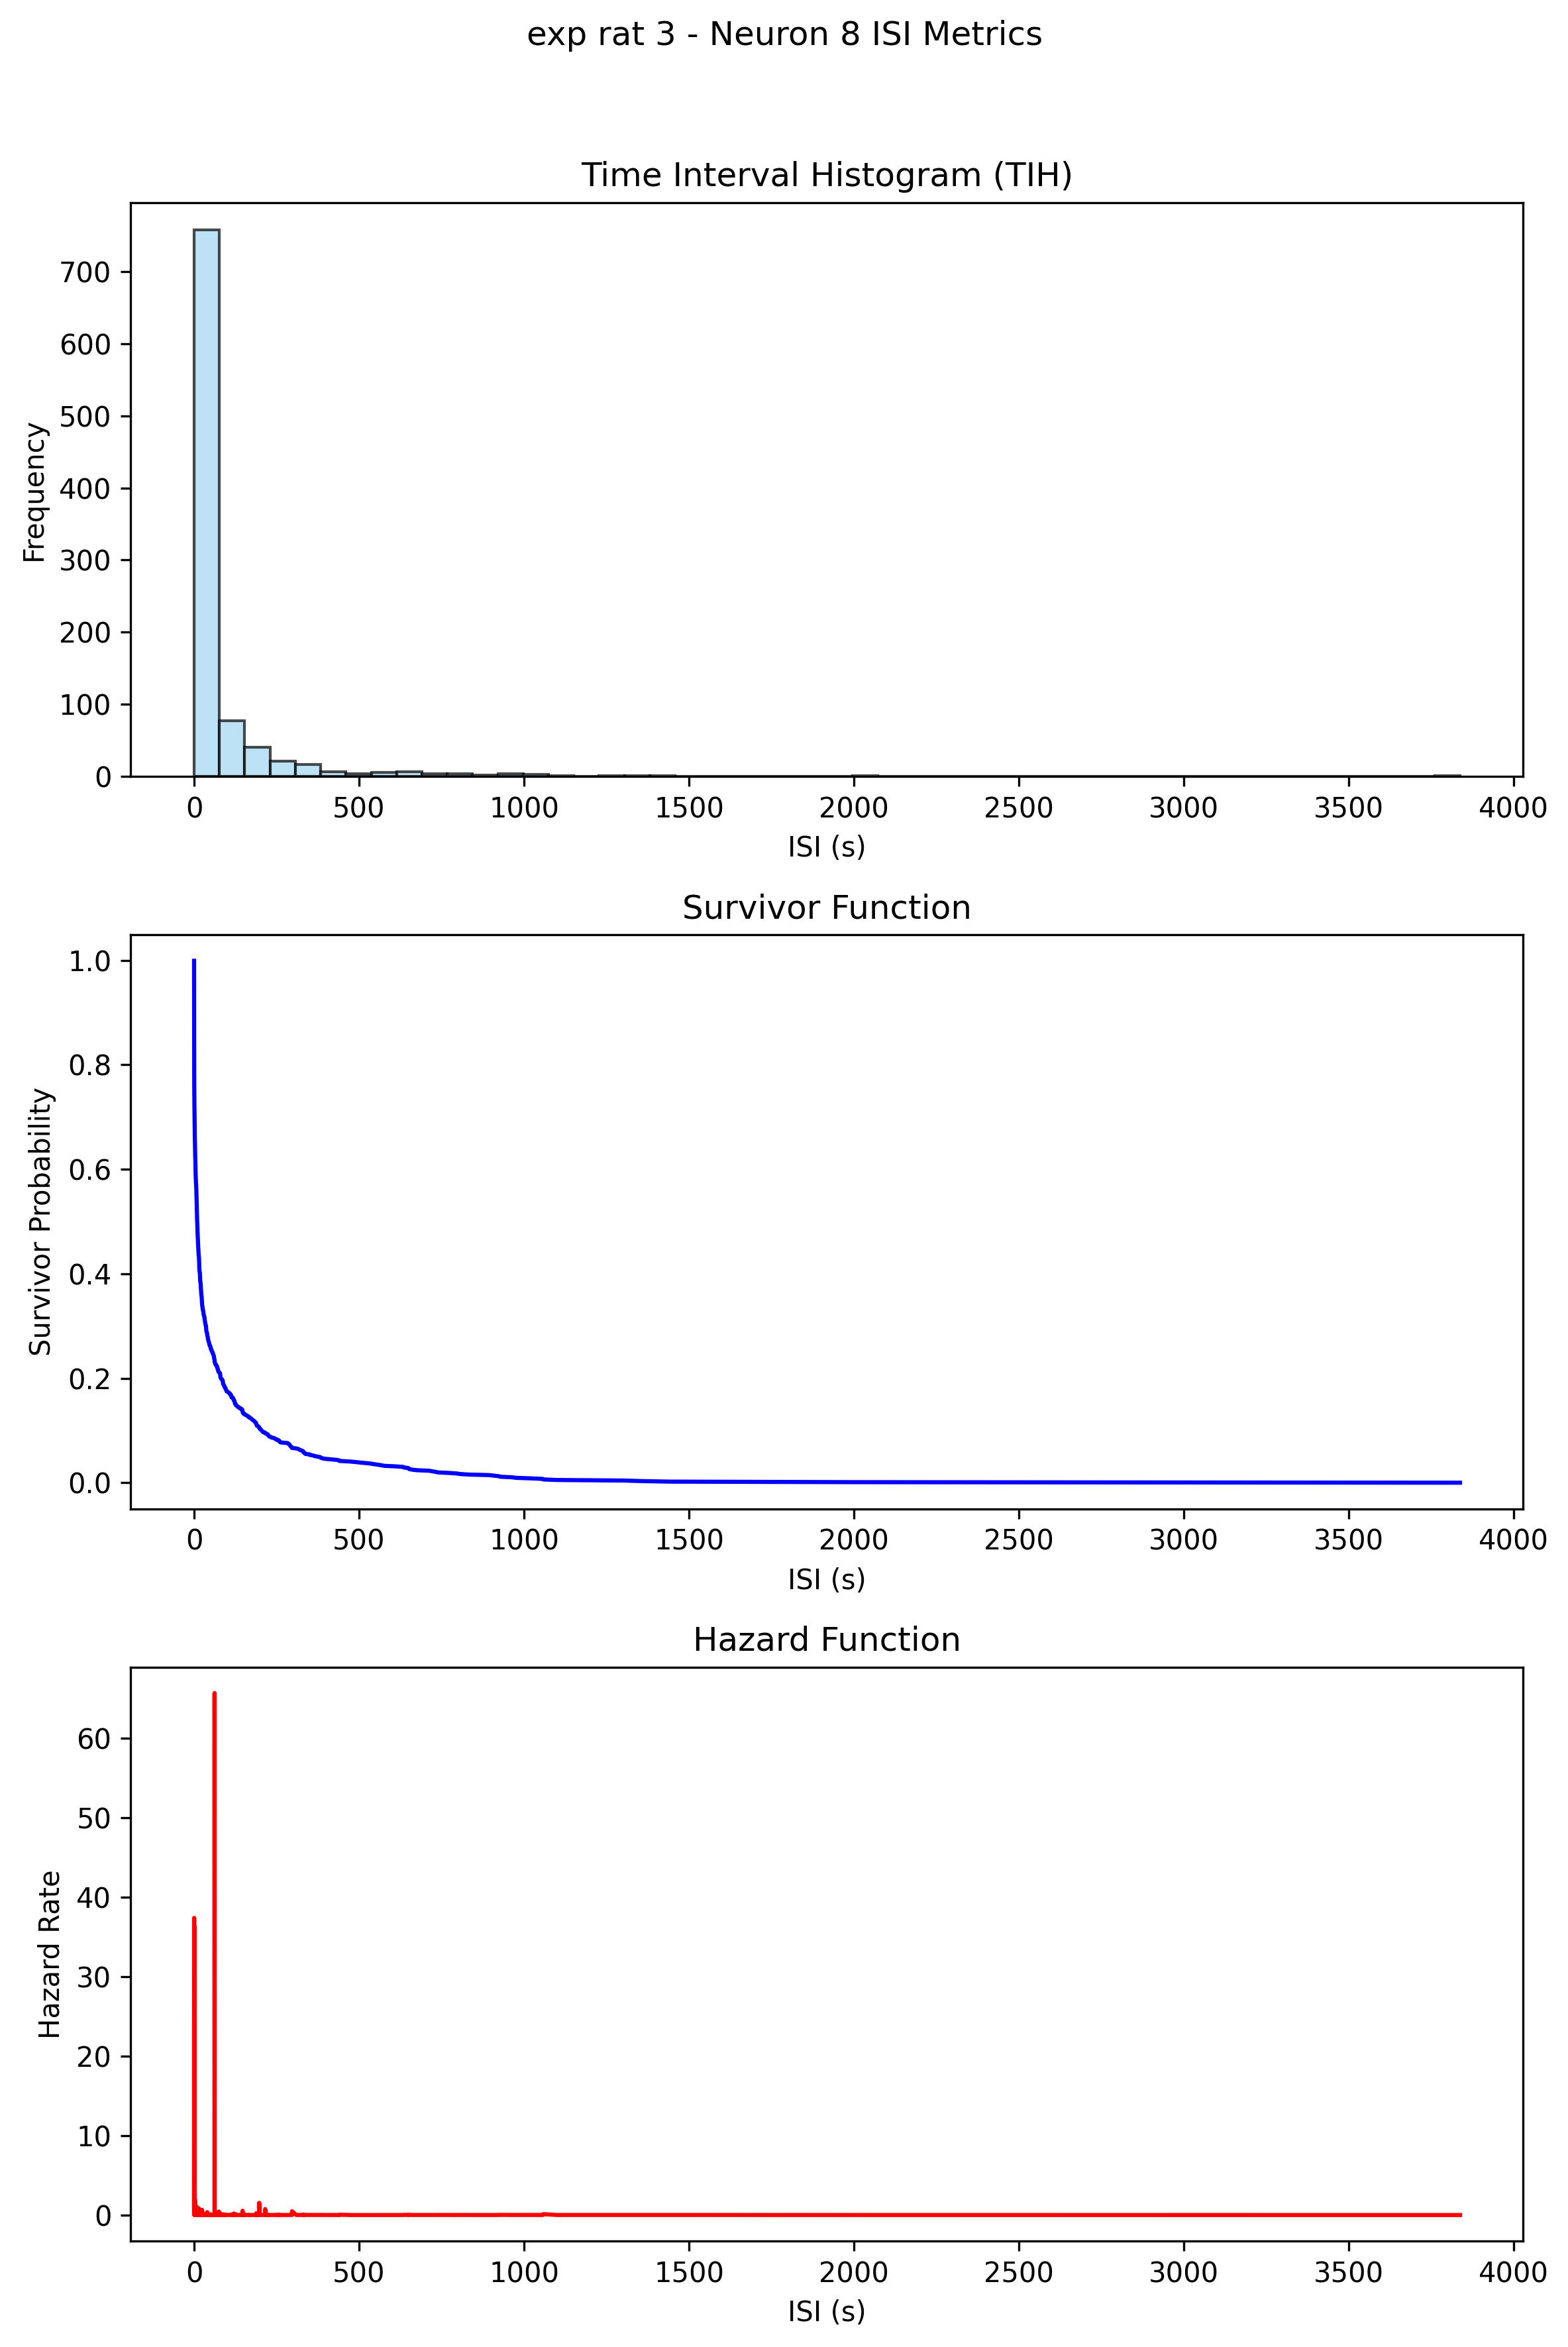 exp rat 3 - Neuron 8 ISI Metrics
Time Interval Histogram (TIH)
Frequency
700
600
500
400
300
200
100
0
0 500 1000 1500 2000 2500 3000 3500 4000
ISI (s)
Survivor Function
Survivor Probability
1.0
0.8
0.6
0.4
0.2
0.0
0 500 1000 1500 2000 2500 3000 3500 4000
ISI (s)
Hazard Function
Hazard Rate
60
50
40
30
20
10
0
0 500 1000 1500 2000 2500 3000 3500 4000
ISI (s)